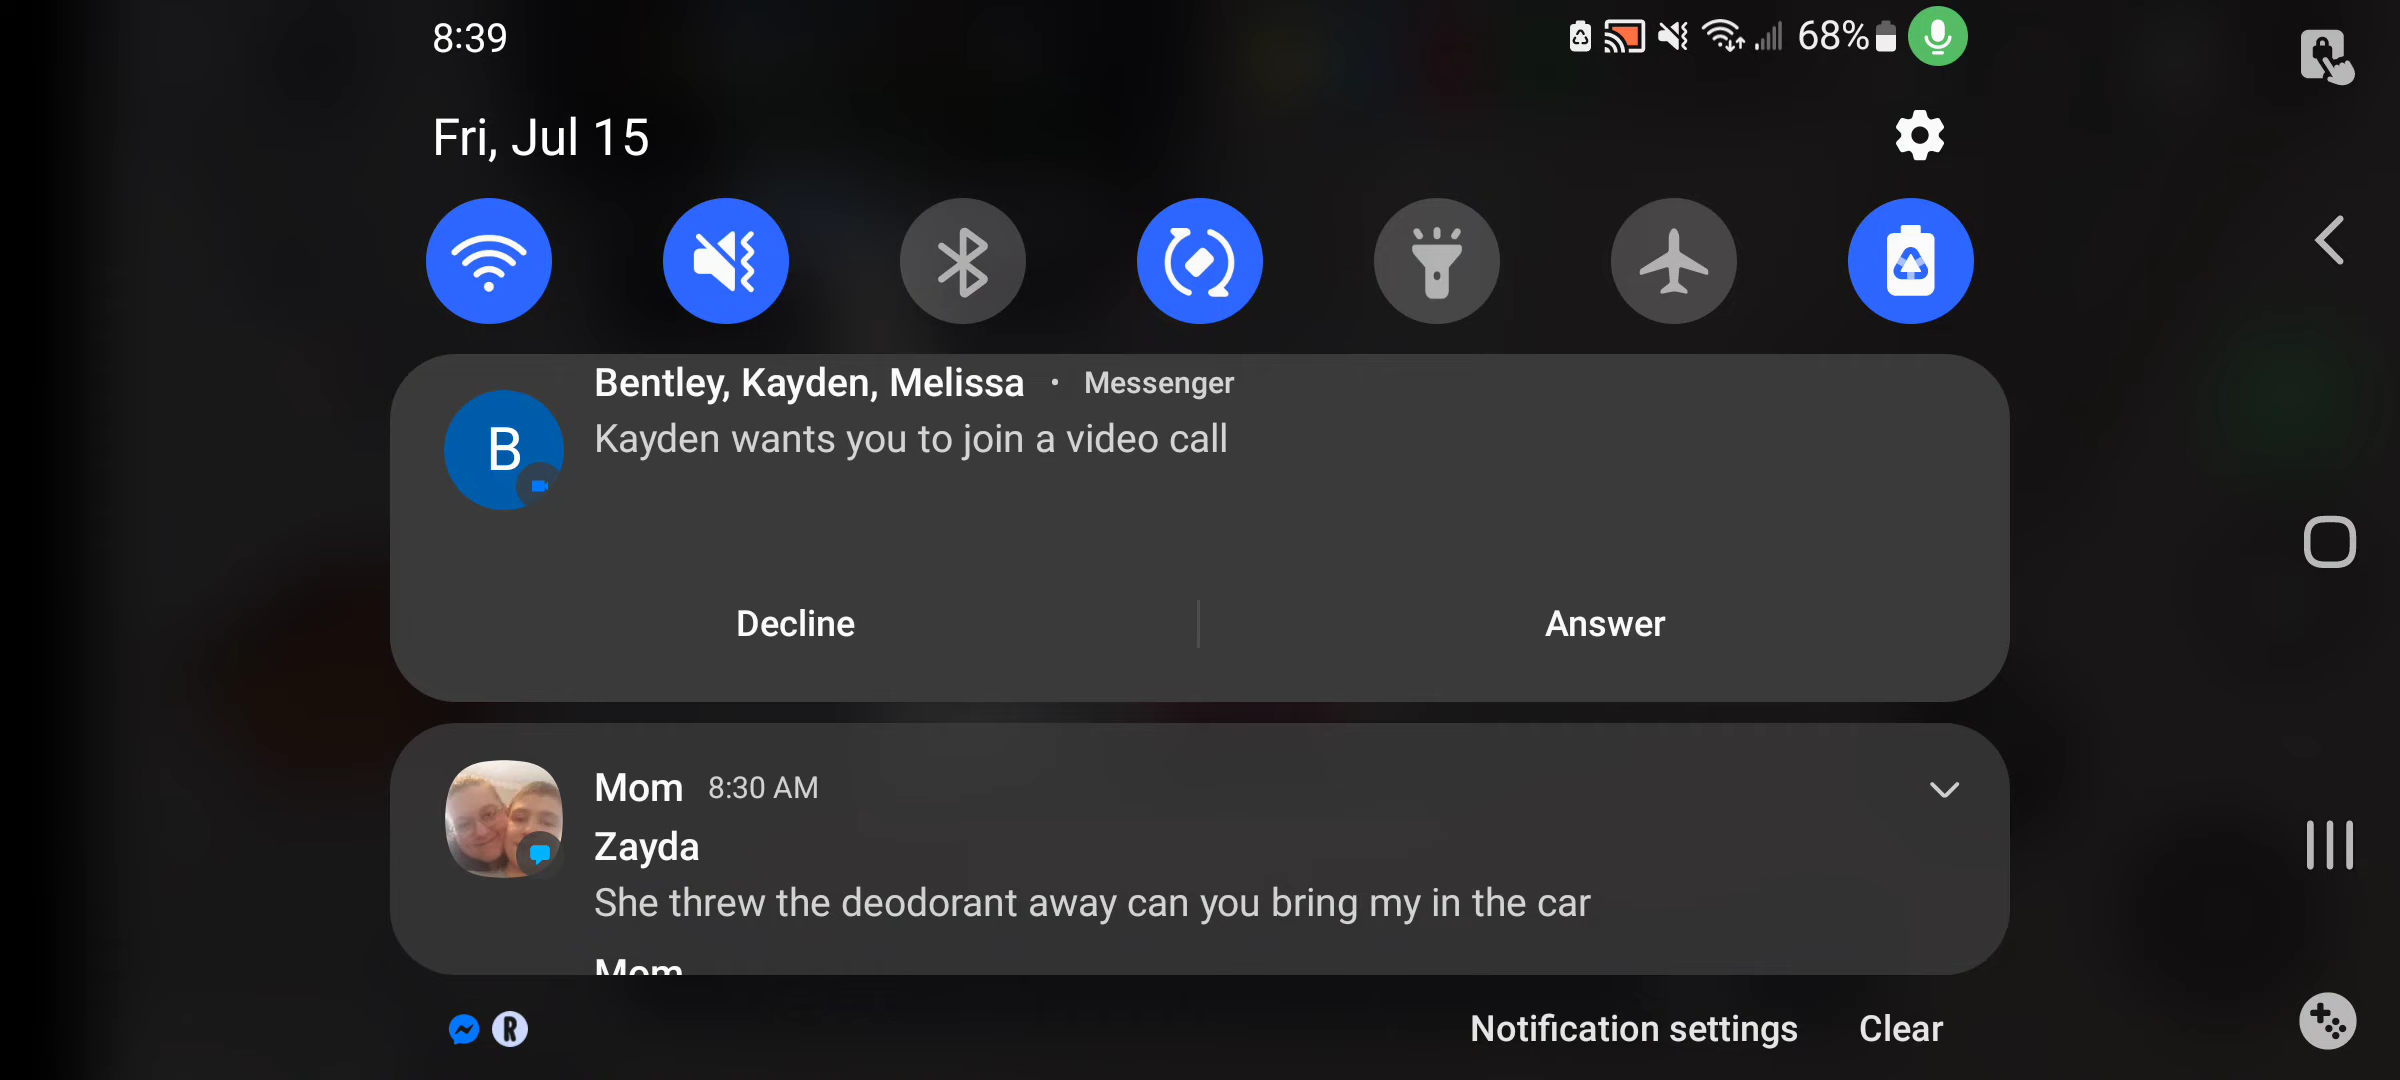 8:39
68%
Fri, Jul 15
Bentley, Kayden, Melissa • Messenger
Kayden wants you to join a video call
B
Decline
Answer
Mom 8:30 AM
Zayda
She threw the deodorant away can you bring my in the car
Mom
R
Notification settings
Clear